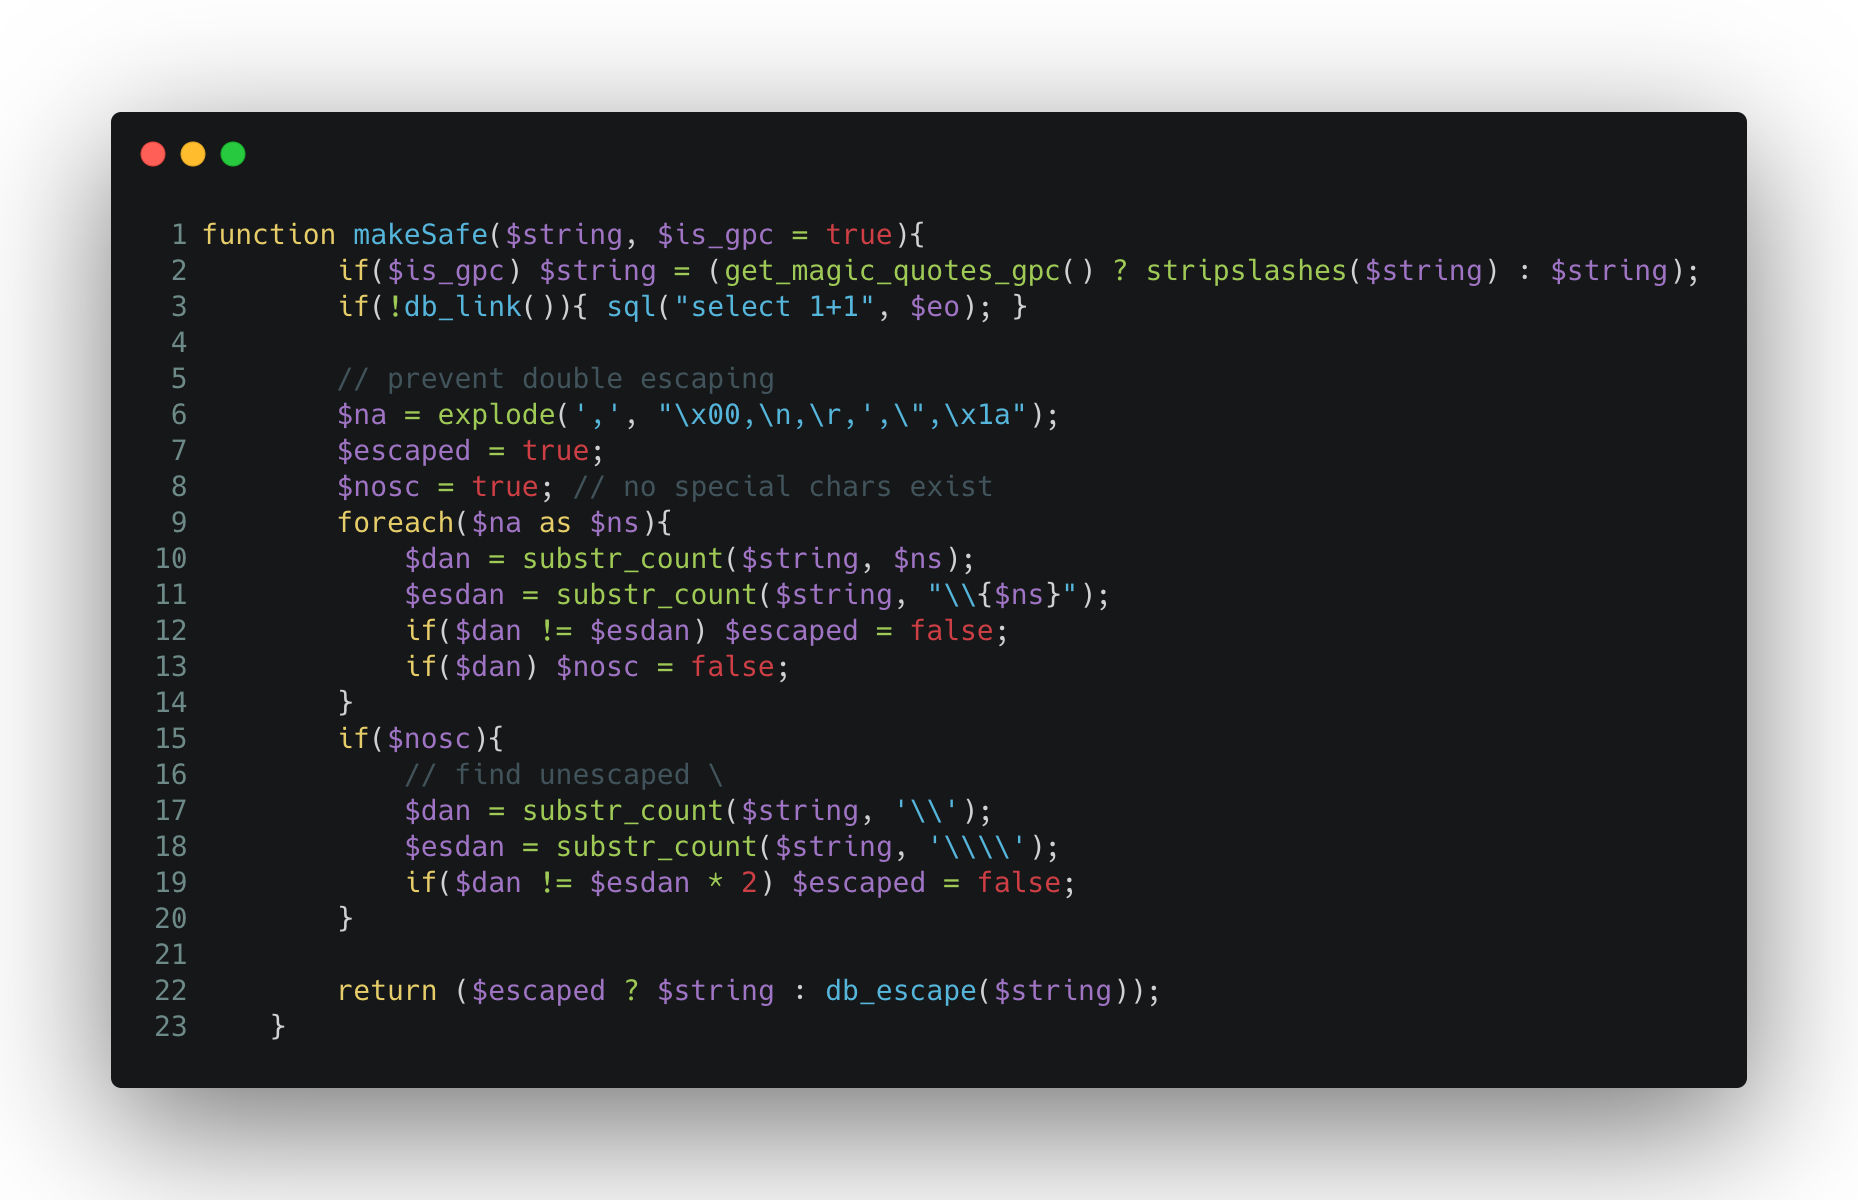 1 function makeSafe($string, $is_gpc = true){
2         if($is_gpc) $string = (get_magic_quotes_gpc() ? stripslashes($string) : $string);
3         if(!db_link()){ sql("select 1+1", $eo); }
4
5         // prevent double escaping
6         $na = explode(',', "\x00,\n,\r,',\",\x1a");
7         $escaped = true;
8         $nosc = true; // no special chars exist
9         foreach($na as $ns){
10             $dan = substr_count($string, $ns);
11             $esdan = substr_count($string, "\\{$ns}");
12             if($dan != $esdan) $escaped = false;
13             if($dan) $nosc = false;
14         }
15         if($nosc){
16             // find unescaped \
17             $dan = substr_count($string, '\\');
18             $esdan = substr_count($string, '\\\\');
19             if($dan != $esdan * 2) $escaped = false;
20         }
21
22         return ($escaped ? $string : db_escape($string));
23     }